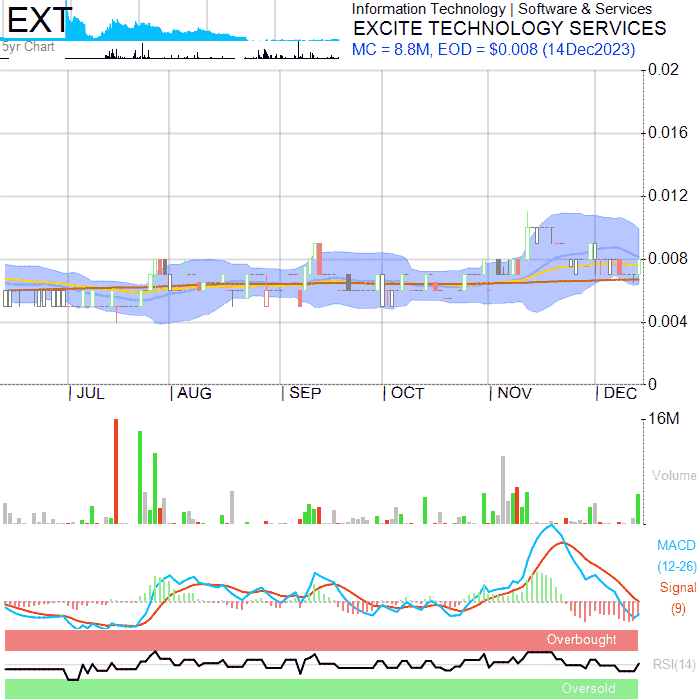 EXT
Information Technology | Software & Services
EXCITE TECHNOLOGY SERVICES
5yr Chart
MC = 8.8M, EOD = $0.008 (14Dec2023)
0.02
0.016
0.012
0.008
0.004
0
JUL AUG SEP OCT NOV DEC
16M
Volume
MACD
(12-26)
Signal
(9)
Overbought
RSI(14)
Oversold